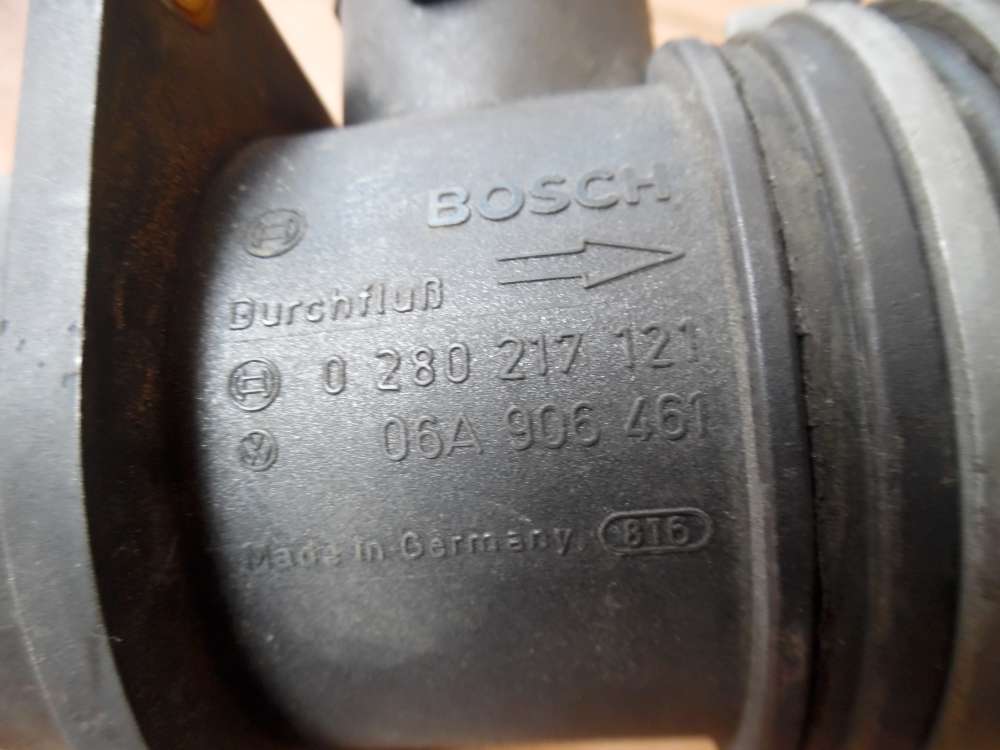 BOSCH
Durchfluß
0 280 217 121
06A 906 461
Made in Germany 816